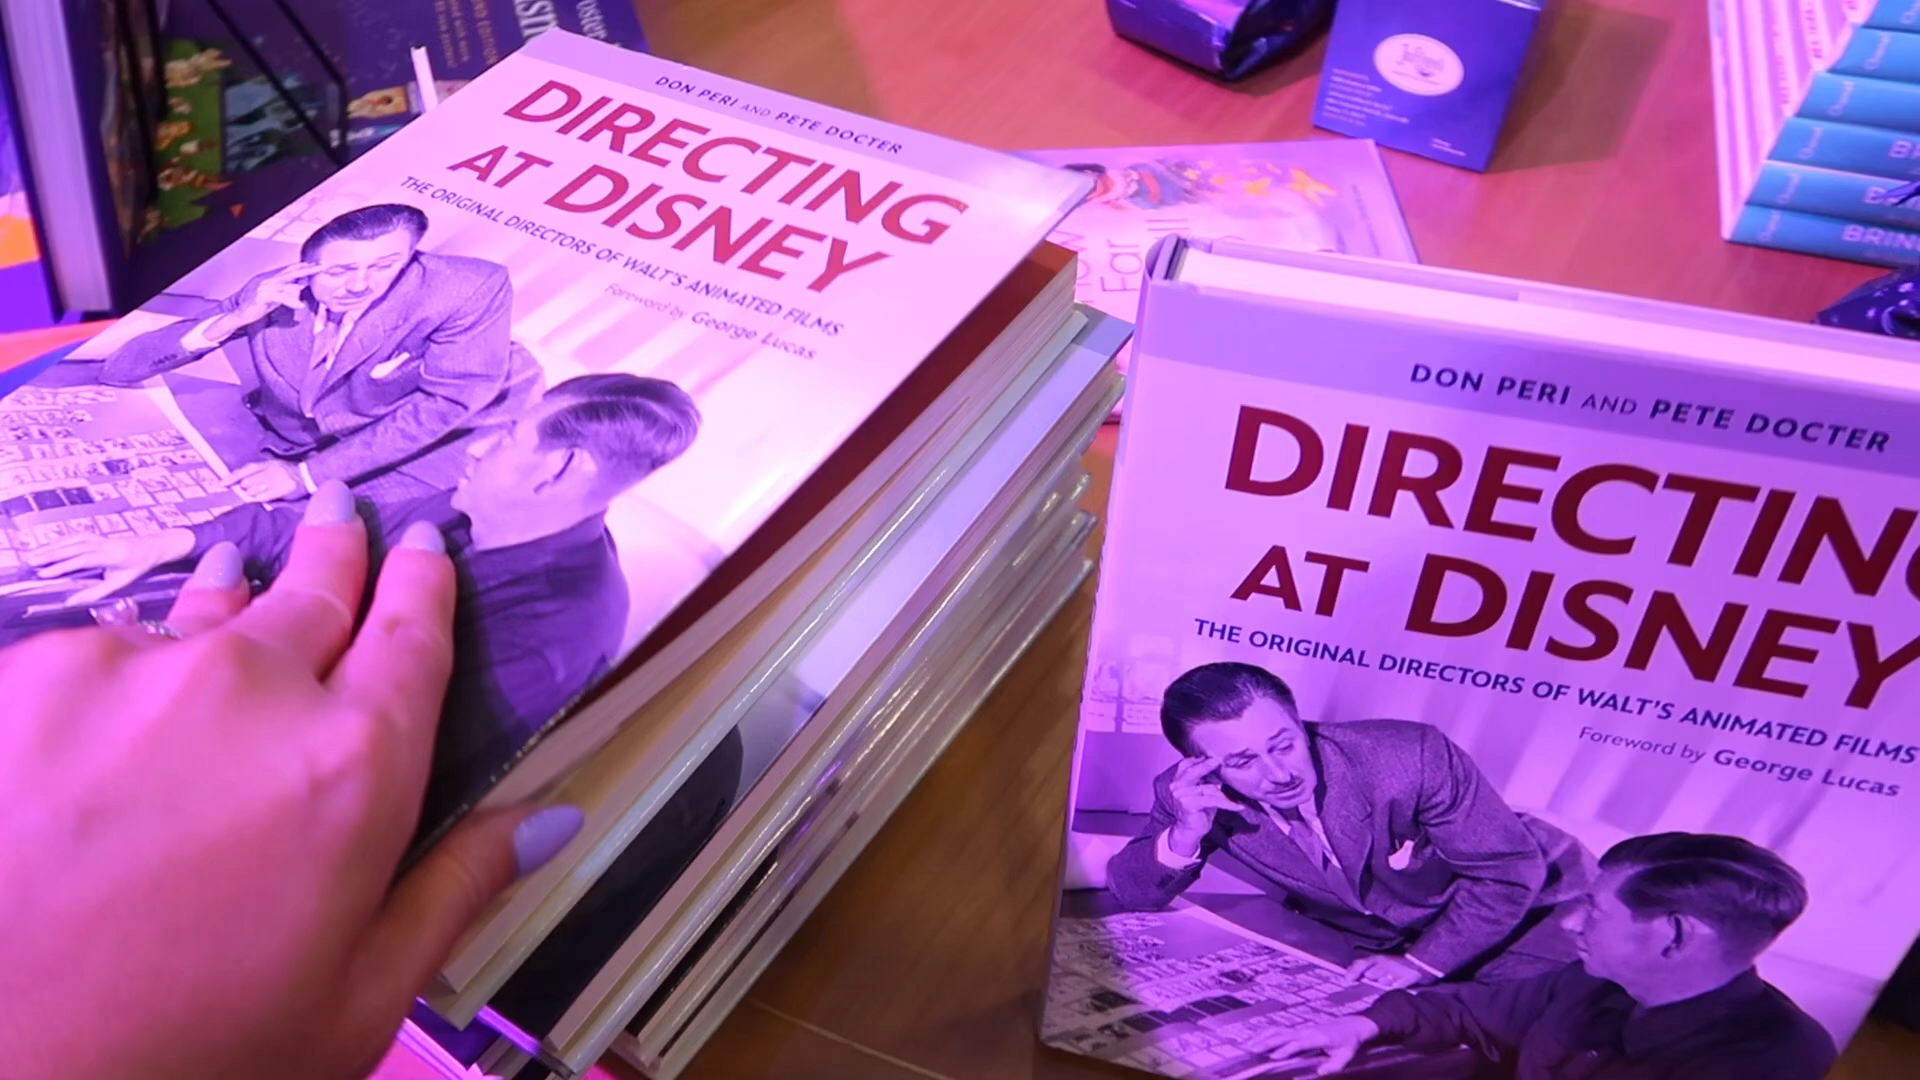 DON PERI AND PETE DOCTER
DIRECTING
AT DISNEY
THE ORIGINAL DIRECTORS OF WALT'S ANIMATED FILMS
Foreword by George Lucas
DON PERI AND PETE DOCTER
DIRECTIN
AT DISNEY
THE ORIGINAL DIRECTORS OF WALT'S ANIMATED FILMS
Foreword by George Lucas
For
BRIN